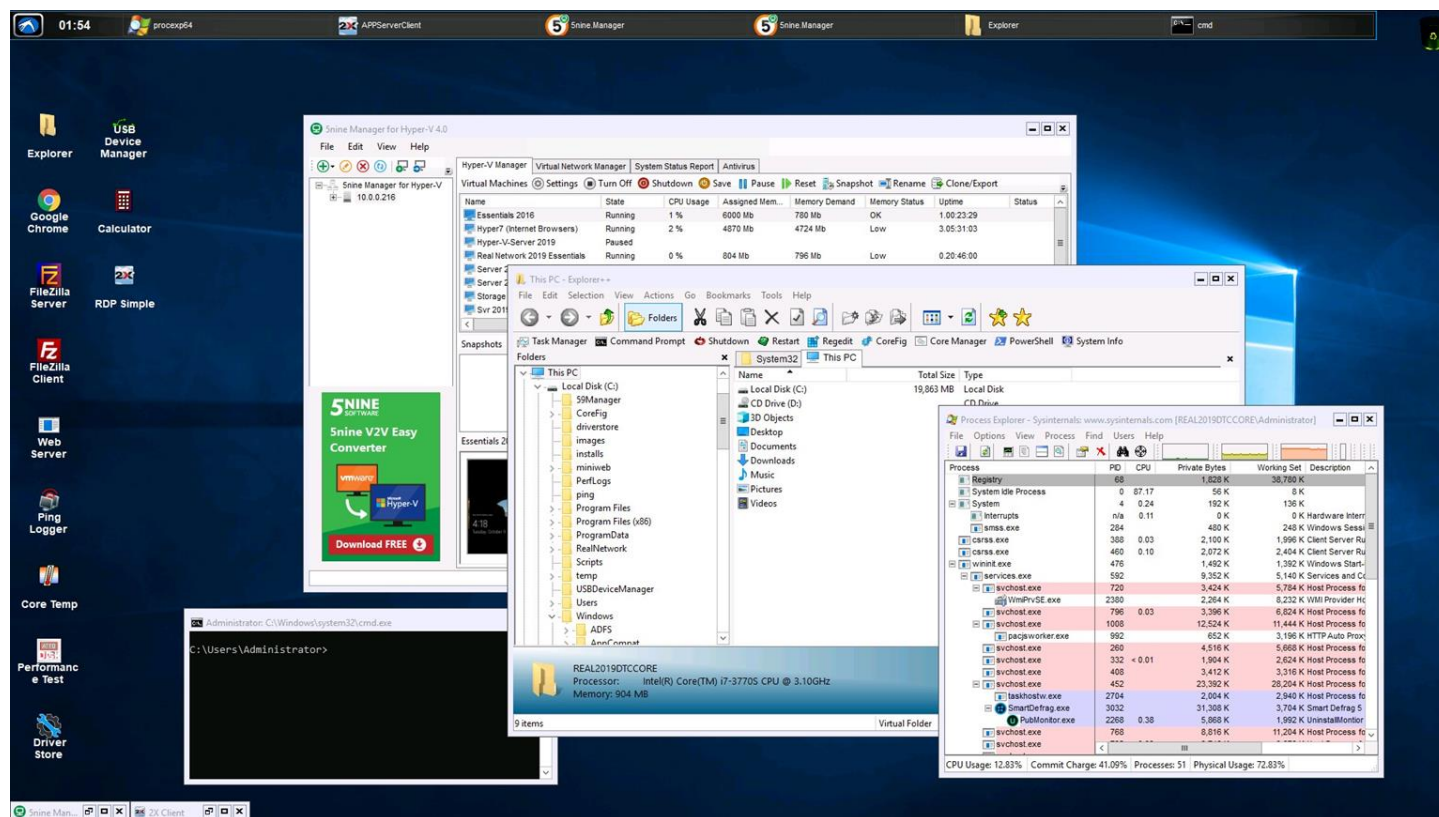 01:54 procexp64 2X APPServerClient 5nine.Manager 5nine.Manager Explorer cmd
Explorer
USB
Device
Manager
Google
Chrome
Calculator
FileZilla
Server
2X
RDP Simple
FIleZilla
Client
Web
Server
Ping
Logger
Core Temp
Performanc
e Test
Driver
Store
5nine Manager for Hyper-V 4.0
File Edit View Help
5nine Manager for Hyper-V
10.0.0.216
Hyper-V Manager Virtual Network Manager System Status Report Antivirus
Virtual Machines Settings Turn Off Shutdown Save Pause Reset Snapshot Rename Clone/Export
Name State CPU Usage Assigned Mem... Memory Demand Memory Status Uptime Status
Essentials 2016 Running 1 % 6000 Mb 780 Mb OK 1.00:23:29
Hyper7 (Internet Browsers) Running 2 % 4870 Mb 4724 Mb Low 3.05:31:03
Hyper-V-Server 2019 Paused
Real Network 2019 Essentials Running 0 % 804 Mb 796 Mb Low 0.20:46:00
Server 2
Server 2
Storage
Svr 201
Snapshots
Essentials 2
4:18
5NINE
SOFTWARE
5nine V2V Easy
Converter
vmware
Microsoft
Hyper-V
Download FREE
This PC - Explorer++
File Edit Selection View Actions Go Bookmarks Tools Help
Folders
Task Manager Command Prompt Shutdown Restart Regedit CoreFig Core Manager PowerShell System Info
Folders
This PC
Local Disk (C:)
59Manager
CoreFig
driverstore
images
installs
miniweb
PerfLogs
ping
Program Files
Program Files (x86)
ProgramData
RealNetwork
Scripts
temp
USBDeviceManager
Users
Windows
ADFS
AppCompat
System32 This PC
Name Total Size Type
Local Disk (C:) 19,863 MB Local Disk
CD Drive (D:) CD Drive
3D Objects
Desktop
Documents
Downloads
Music
Pictures
Videos
REAL2019DTCCORE
Processor: Intel(R) Core(TM) i7-3770S CPU @ 3.10GHz
Memory: 904 MB
9 items Virtual Folder
Process Explorer - Sysinternals: www.sysinternals.com [REAL2019DTCCORE\Administrator]
File Options View Process Find Users Help
Process PID CPU Private Bytes Working Set Description
Registry 68 1,828 K 38,780 K
System Idle Process 0 87.17 56 K 8 K
System 4 0.24 192 K 136 K
Interrupts n/a 0.11 0 K 0 K Hardware Interr
smss.exe 284 480 K 248 K Windows Sessi
csrss.exe 388 0.03 2,100 K 1,996 K Client Server Ru
csrss.exe 460 0.10 2,072 K 2,404 K Client Server Ru
wininit.exe 476 1,492 K 1,392 K Windows Start-
services.exe 592 9,352 K 5,140 K Services and Co
svchost.exe 720 3,424 K 5,784 K Host Process fo
WmiPrvSE.exe 2380 2,264 K 8,232 K WMI Provider Ho
svchost.exe 796 0.03 3,396 K 6,824 K Host Process fo
svchost.exe 1008 12,524 K 11,444 K Host Process fo
pacjsworker.exe 992 652 K 3,196 K HTTP Auto Proxy
svchost.exe 260 4,516 K 5,668 K Host Process fo
svchost.exe 332 < 0.01 1,904 K 2,624 K Host Process fo
svchost.exe 408 3,412 K 3,316 K Host Process fo
svchost.exe 452 23,392 K 28,204 K Host Process fo
taskhostw.exe 2704 2,004 K 2,940 K Host Process fo
SmartDefrag.exe 3032 31,308 K 3,704 K Smart Defrag 5
PubMonitor.exe 2268 0.38 5,868 K 1,992 K UninstallMontior
svchost.exe 768 8,816 K 11,204 K Host Process fo
svchost.exe
CPU Usage: 12.83% Commit Charge: 41.09% Processes: 51 Physical Usage: 72.83%
Administrator: C:\Windows\system32\cmd.exe
C:\Users\Administrator>
5nine Man... 2X Client